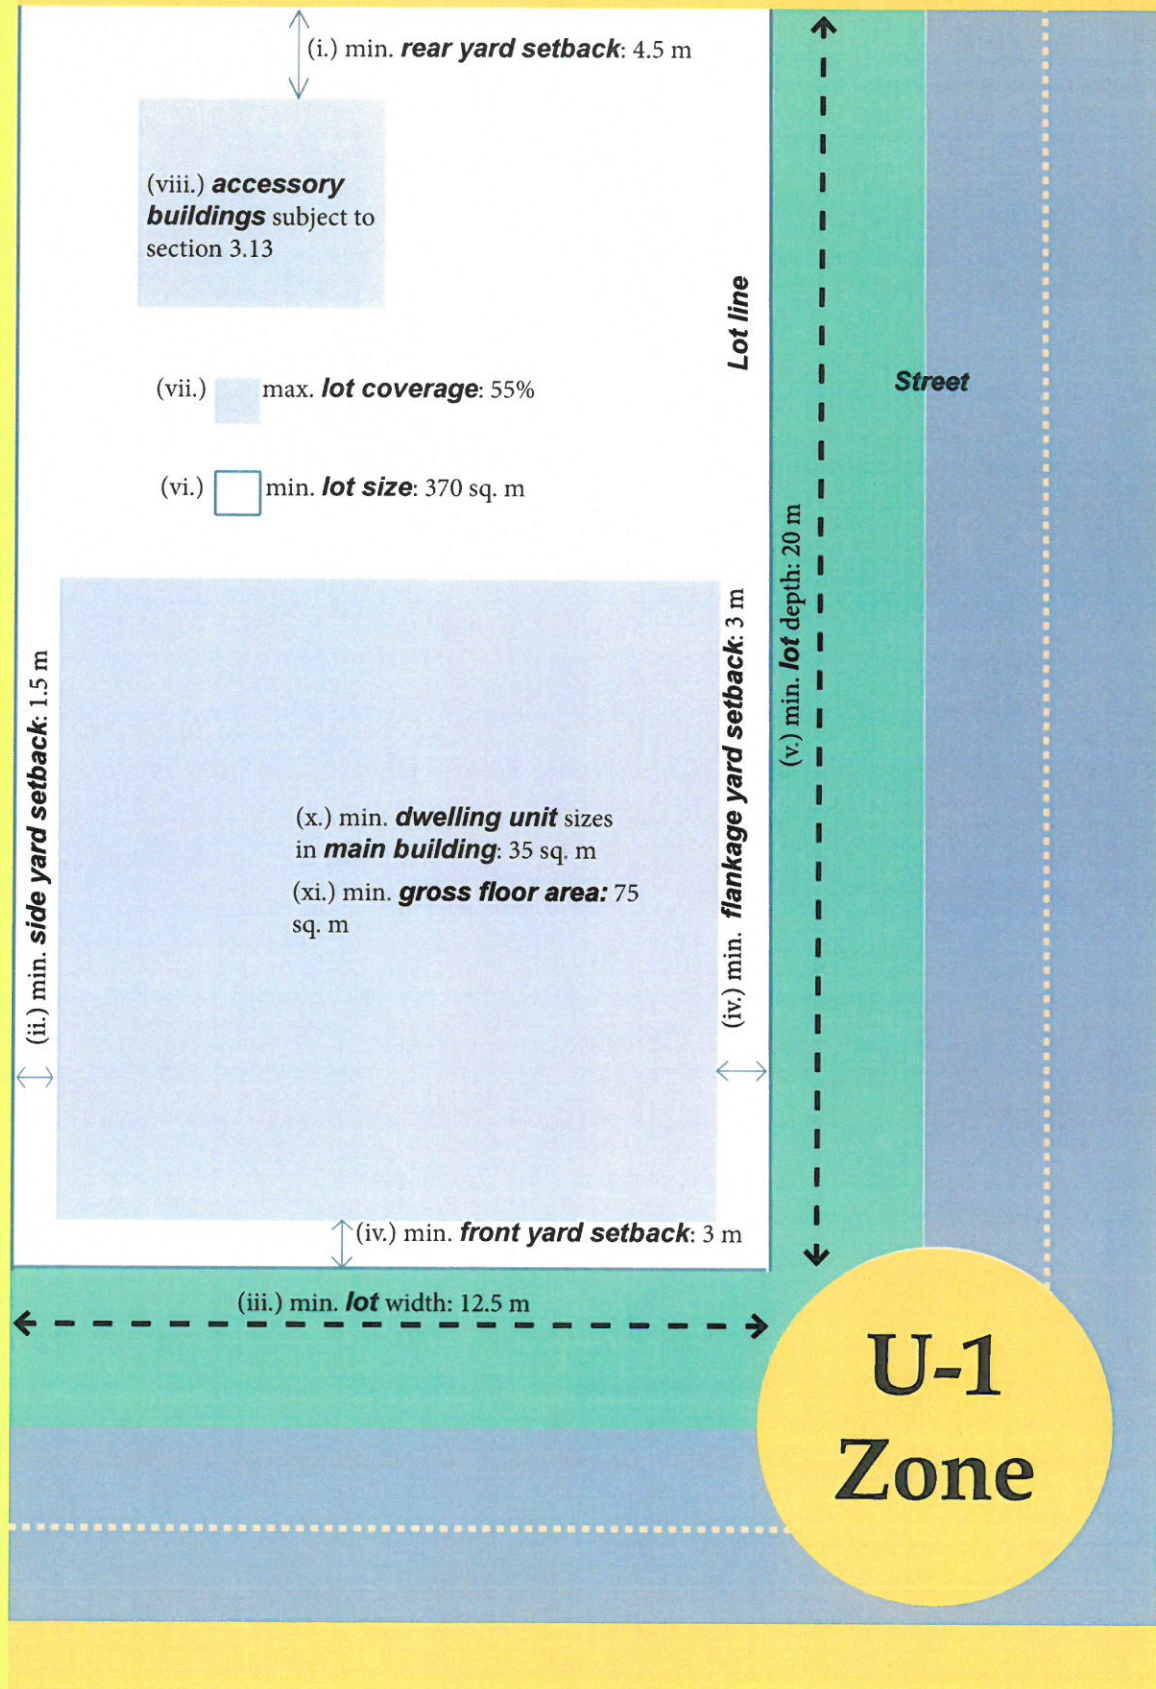 (i.) min. rear yard setback: 4.5 m
(viii.) accessory
buildings subject to
section 3.13
Lot line
(vii.) max. lot coverage: 55%
Street
(vi.) min. lot size: 370 sq. m
(v.) min. lot depth: 20 m
(ii.) min. side yard setback: 1.5 m
(iv.) min. flankage yard setback: 3 m
(x.) min. dwelling unit sizes
in main building: 35 sq. m
(xi.) min. gross floor area: 75
sq. m
(iv.) min. front yard setback: 3 m
(iii.) min. lot width: 12.5 m
U-1
Zone